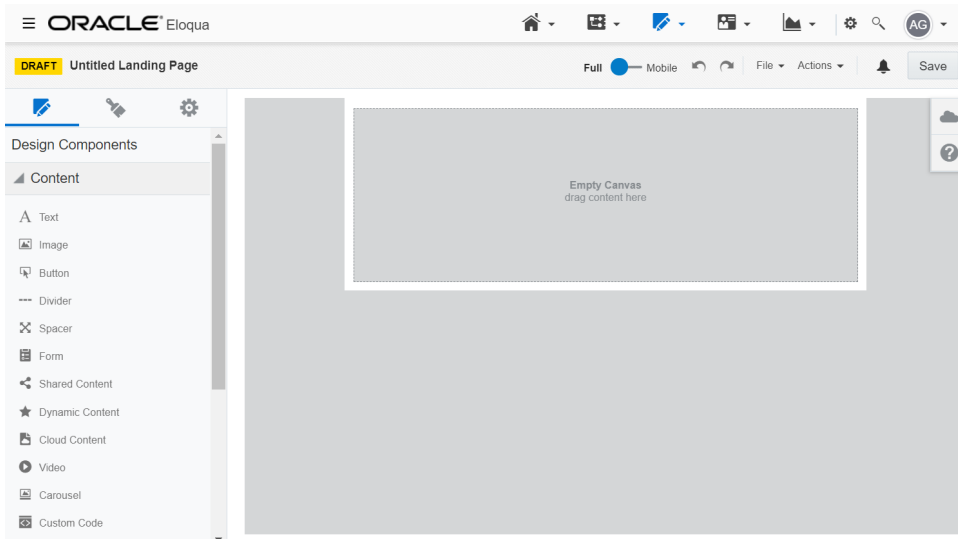 ORACLE Eloqua
AG
DRAFT Untitled Landing Page
Full Mobile File Actions Save
Design Components
Content
Text
Image
Button
Divider
Spacer
Form
Shared Content
Dynamic Content
Cloud Content
Video
Carousel
Custom Code
Empty Canvas
drag content here